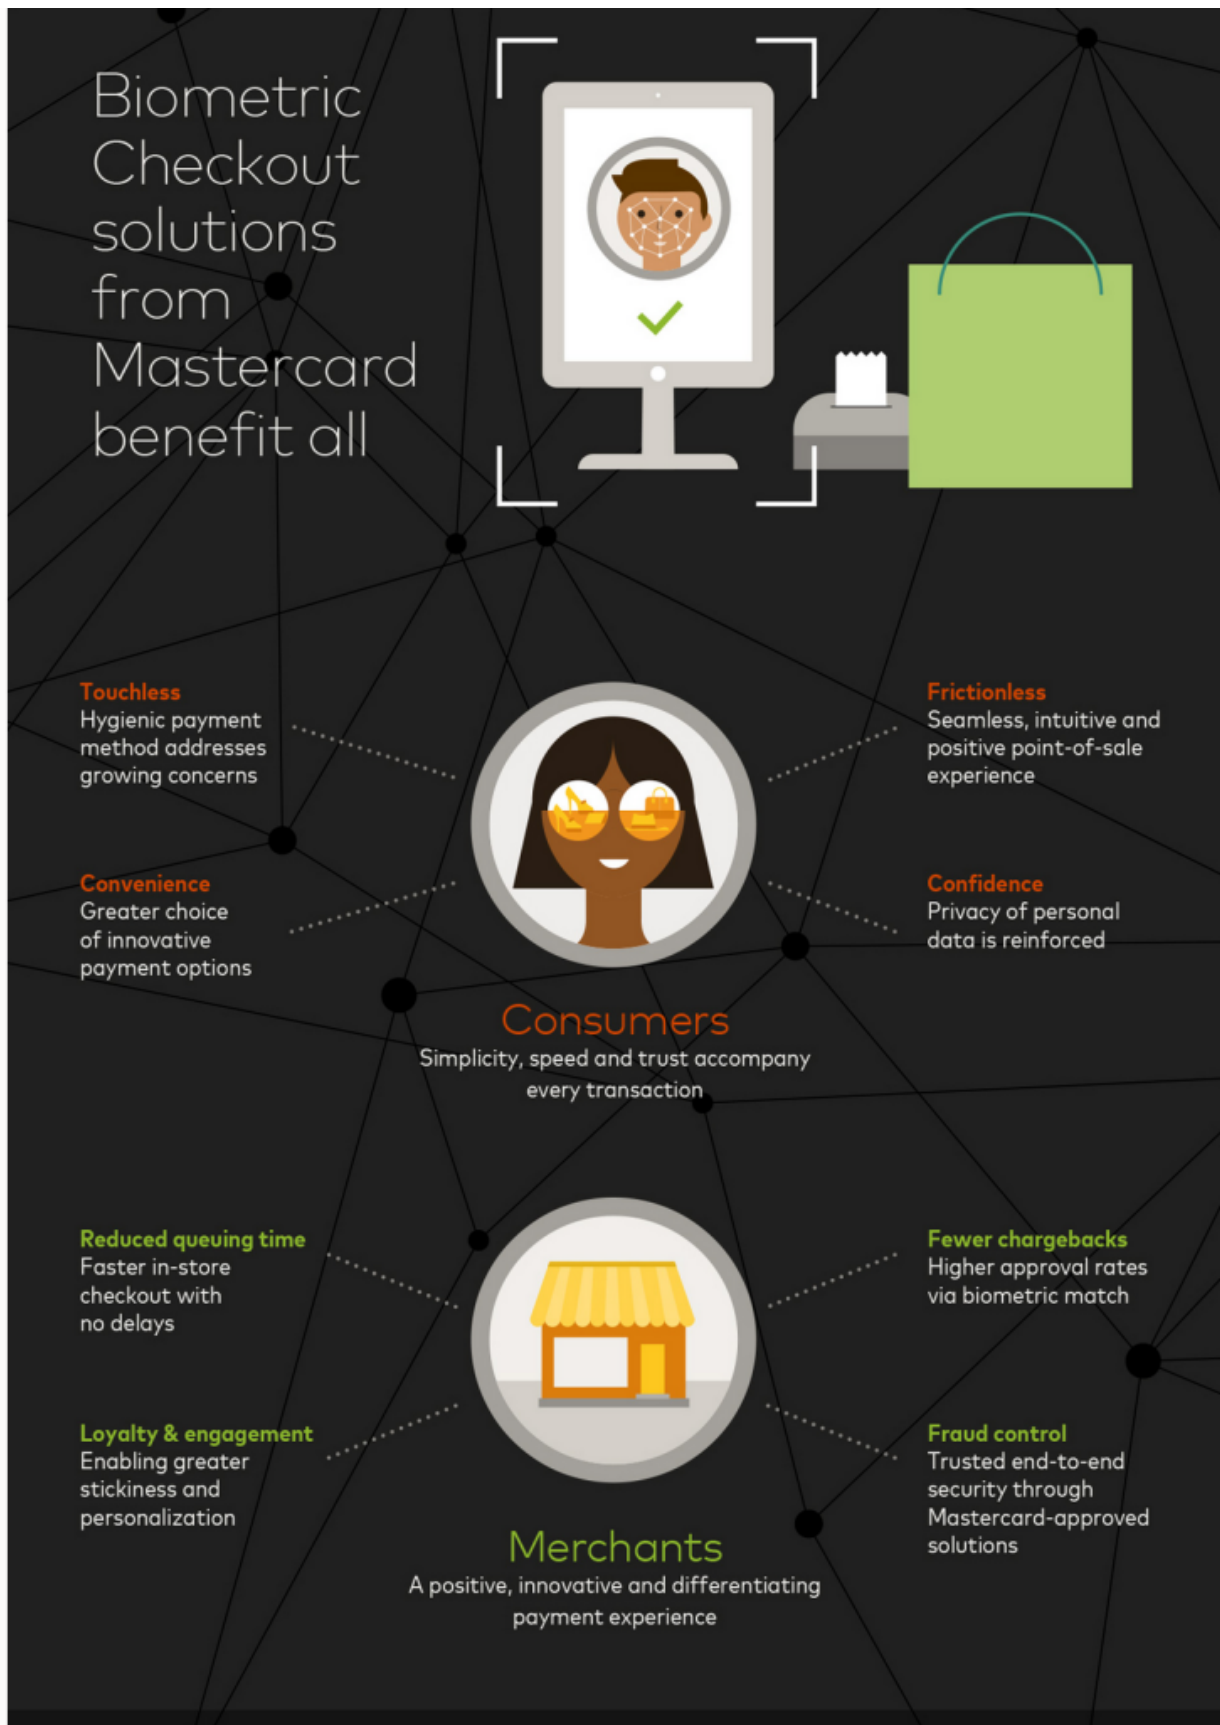 Biometric
Checkout
solutions
from
Mastercard
benefit all
Touchless
Hygienic payment
method addresses
growing concerns
Frictionless
Seamless, intuitive and
positive point-of-sale
experience
Convenience
Greater choice
of innovative
payment options
Confidence
Privacy of personal
data is reinforced
Consumers
Simplicity, speed and trust accompany
every transaction
Reduced queuing time
Faster in-store
checkout with
no delays
Fewer chargebacks
Higher approval rates
via biometric match
Loyalty & engagement
Enabling greater
stickiness and
personalization
Fraud control
Trusted end-to-end
security through
Mastercard-approved
solutions
Merchants
A positive, innovative and differentiating
payment experience